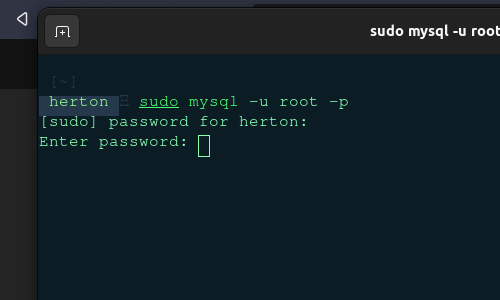 sudo mysql -u root
[~]
herton sudo mysql -u root -p
[sudo] password for herton:
Enter password: